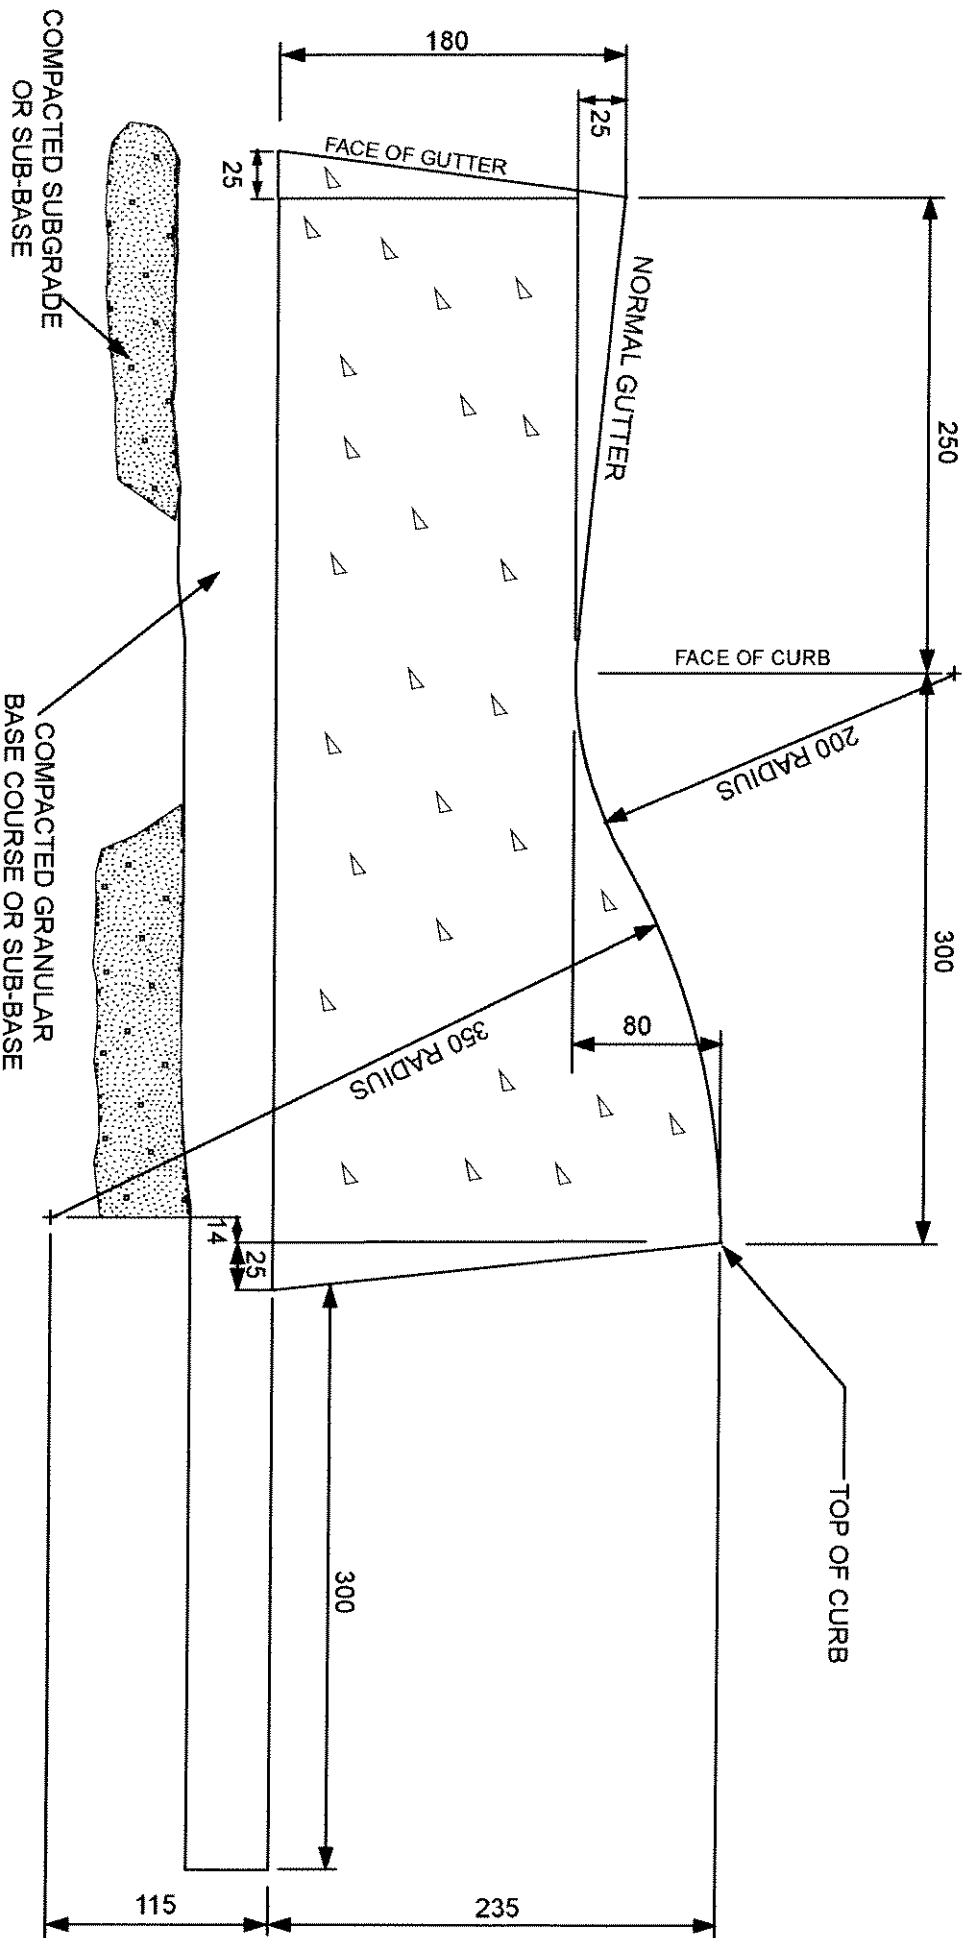 180
25
FACE OF GUTTER
25
NORMAL GUTTER
250
FACE OF CURB
200 RADIUS
300
80
350 RADIUS
14
25
TOP OF CURB
300
115
235
COMPACTED SUBGRADE
OR SUB-BASE
COMPACTED GRANULAR
BASE COURSE OR SUB-BASE